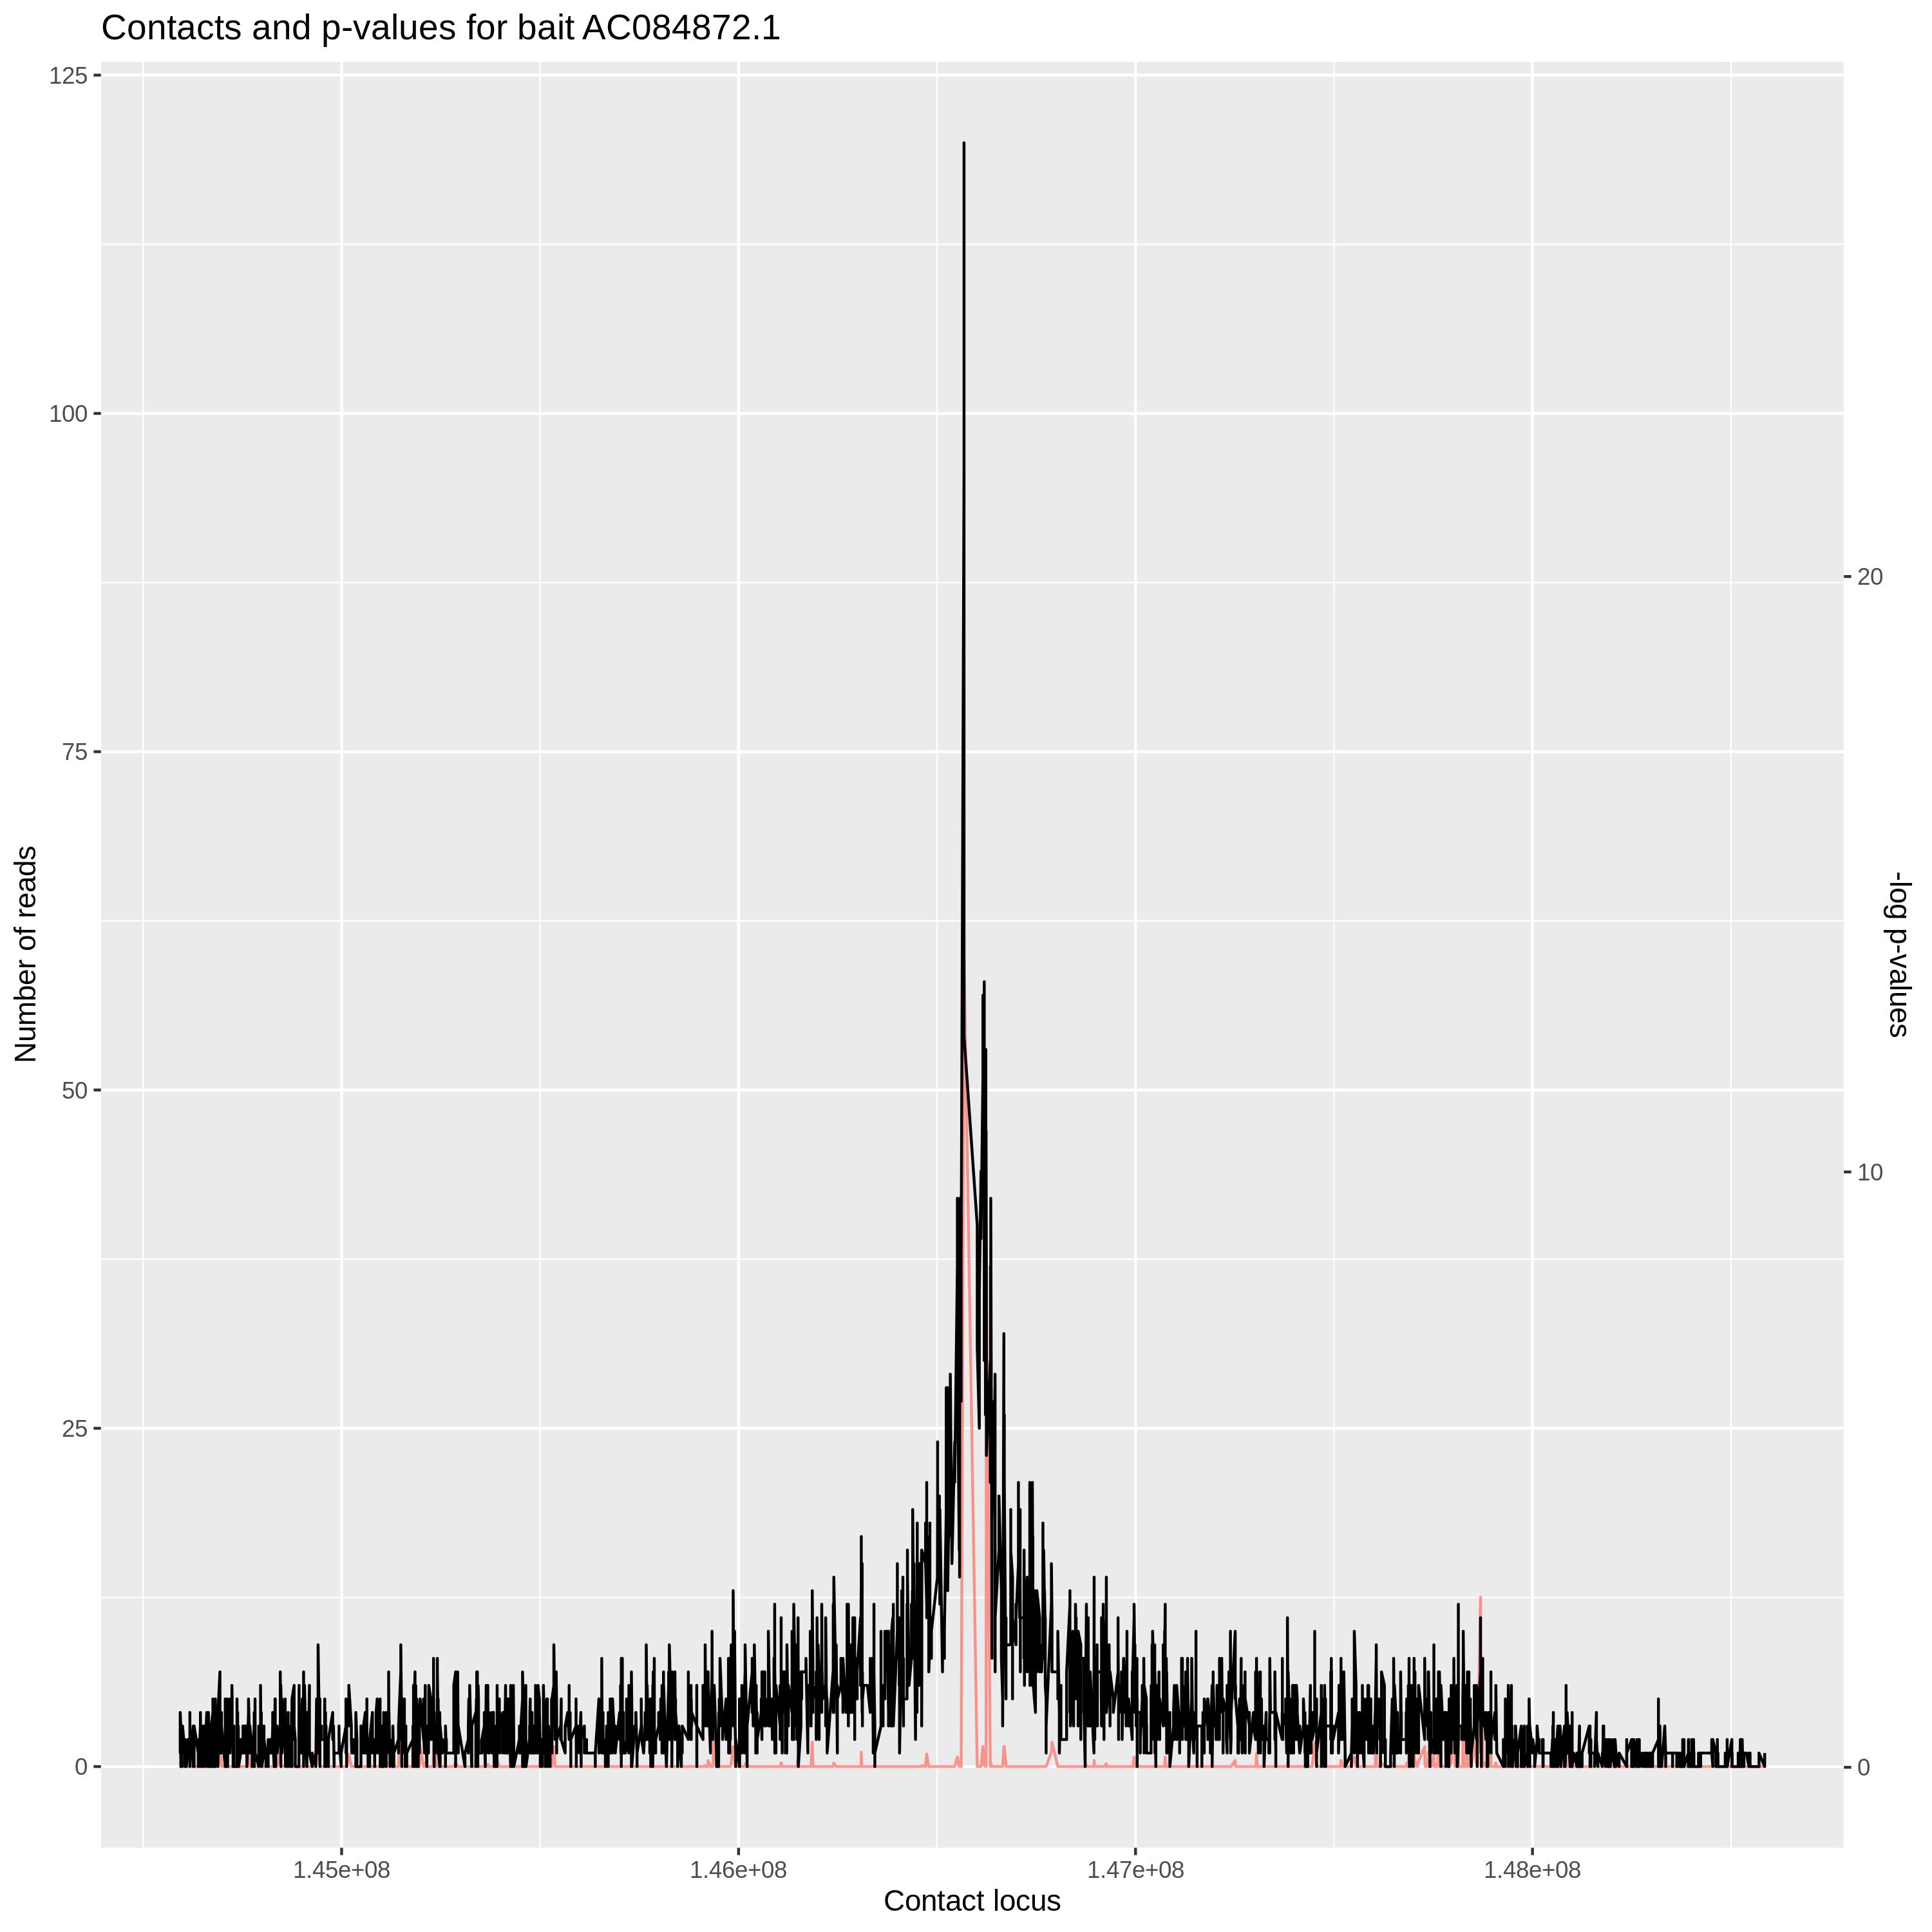 Contacts and p-values for bait AC084872.1
125
100
75
50
25
0
Number of reads
20
10
0
-log p-values
1.45e+08
1.46e+08
1.47e+08
1.48e+08
Contact locus